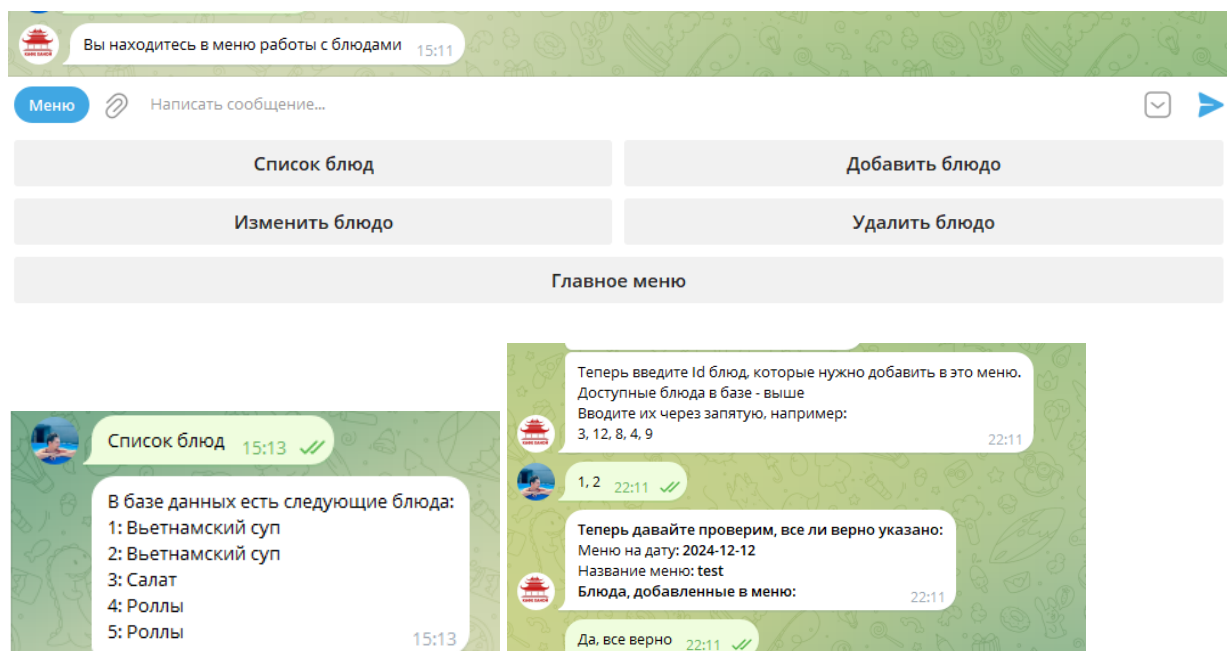 Вы находитесь в меню работы с блюдами 15:11
Меню Написать сообщение...
Список блюд Добавить блюдо
Изменить блюдо Удалить блюдо
Главное меню
Список блюд 15:13
В базе данных есть следующие блюда:
1: Вьетнамский суп
2: Вьетнамский суп
3: Салат
4: Роллы
5: Роллы 15:13
Теперь введите Id блюд, которые нужно добавить в это меню.
Доступные блюда в базе - выше
Вводите их через запятую, например:
3, 12, 8, 4, 9 22:11
1, 2 22:11
Теперь давайте проверим, все ли верно указано:
Меню на дату: 2024-12-12
Название меню: test
Блюда, добавленные в меню: 22:11
Да, все верно 22:11